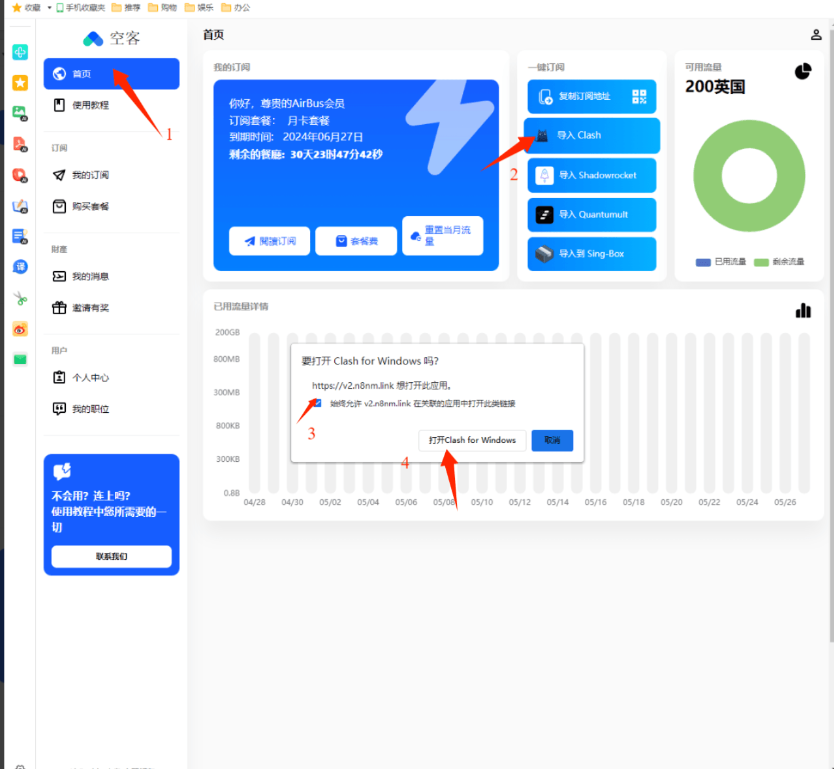 收藏 手机收藏夹 推荐 购物 娱乐 办公
空客
首页
使用教程
订阅
我的订阅
购买套餐
财产
我的消息
邀请有奖
用户
个人中心
我的职位
不会用？连上吗？
使用教程中您所需要的一切
联系我们
首页
我的订阅
你好，尊贵的AirBus会员
订阅套餐： 月卡套餐
到期时间： 2024年06月27日
剩余的餐厅: 30天23时47分42秒
閱接订阅
套餐費
重置当月流量
一键订阅
复制订阅地址
导入 Clash
导入 Shadowrocket
导入 Quantumult
导入到 Sing-Box
可用流量
200英国
已用流量
剩余流量
已用流量详情
200GB
800MB
300MB
800KB
300KB
0.8B
04/28 04/30 05/02 05/04 05/06 05/08 05/10 05/12 05/14 05/16 05/18 05/20 05/22 05/24 05/26
要打开 Clash for Windows 吗?
https://v2.n8nm.link 想打开此应用。
始终允许 v2.n8nm.link 在关联的应用中打开此类链接
打开Clash for Windows
取消
1
2
3
4